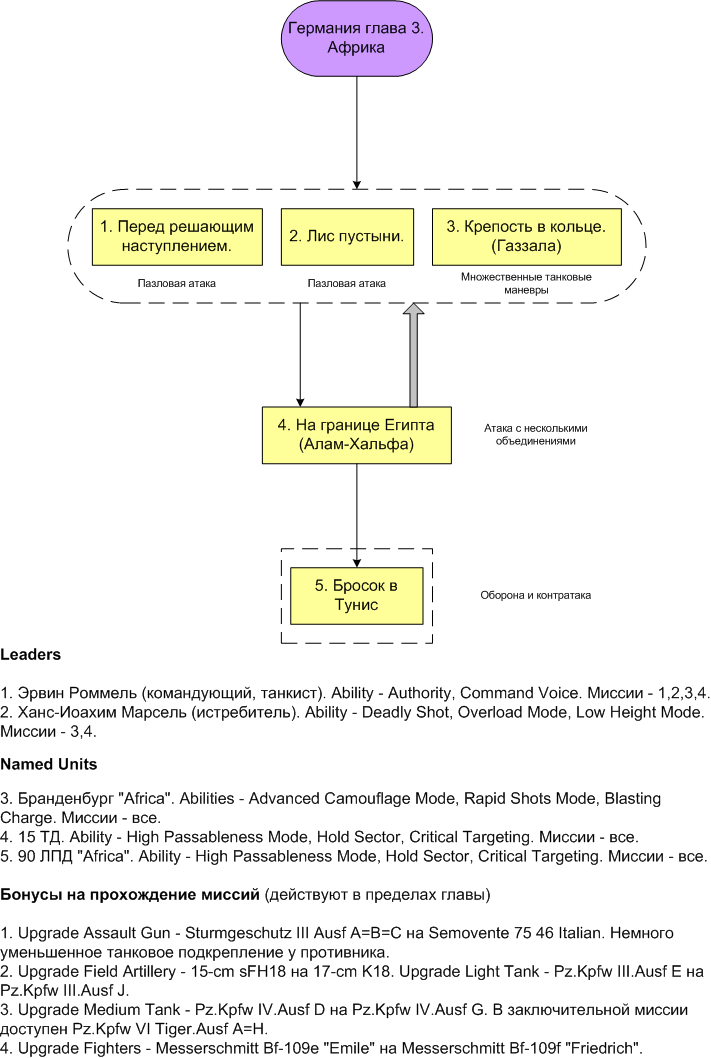 Германия глава 3.
Африка
1. Перед решающим
наступлением.
2. Лис пустыни.
3. Крепость в кольце.
(Газзала)
Пазловая атака
Пазловая атака
Множественные танковые
маневры
4. На границе Египта
(Алам-Хальфа)
Атака с несколькими
объединениями
5. Бросок в
Тунис
Оборона и контратака
Leaders
1. Эрвин Роммель (командующий, танкист). Ability - Authority, Command Voice. Миссии - 1,2,3,4.
2. Ханс-Иоахим Марсель (истребитель). Ability - Deadly Shot, Overload Mode, Low Height Mode.
Миссии - 3,4.
Named Units
3. Бранденбург "Africa". Abilities - Advanced Camouflage Mode, Rapid Shots Mode, Blasting
Charge. Миссии - все.
4. 15 ТД. Ability - High Passableness Mode, Hold Sector, Critical Targeting. Миссии - все.
5. 90 ЛПД "Africa". Ability - High Passableness Mode, Hold Sector, Critical Targeting. Миссии - все.
Бонусы на прохождение миссий (действуют в пределах главы)
1. Upgrade Assault Gun - Sturmgeschutz III Ausf A=B=C на Semovente 75 46 Italian. Немного
уменьшенное танковое подкрепление у противника.
2. Upgrade Field Artillery - 15-cm sFH18 на 17-cm K18. Upgrade Light Tank - Pz.Kpfw III.Ausf E на
Pz.Kpfw III.Ausf J.
3. Upgrade Medium Tank - Pz.Kpfw IV.Ausf D на Pz.Kpfw IV.Ausf G. В заключительной миссии
доступен Pz.Kpfw VI Tiger.Ausf A=H.
4. Upgrade Fighters - Messerschmitt Bf-109e "Emile" на Messerschmitt Bf-109f "Friedrich".